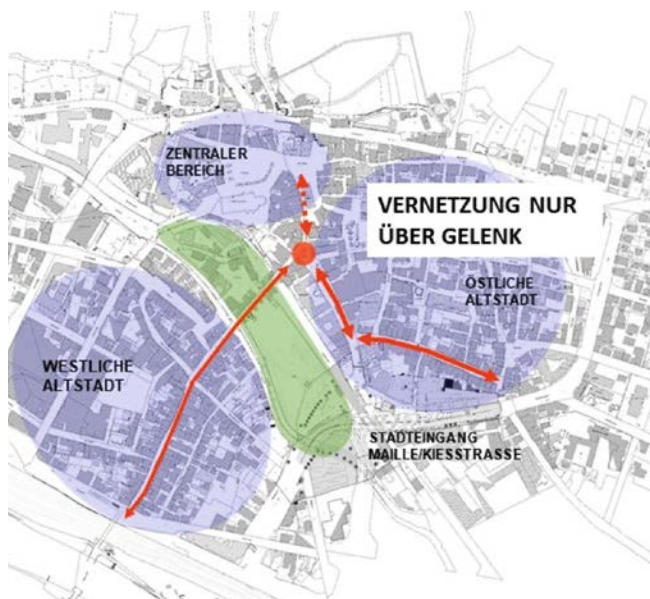 ZENTRALER
BEREICH
VERNETZUNG NUR
ÜBER GELENK
ÖSTLICHE
ALTSTADT
WESTLICHE
ALTSTADT
STADTEINGANG
MAILLE/KIESSTRASSE